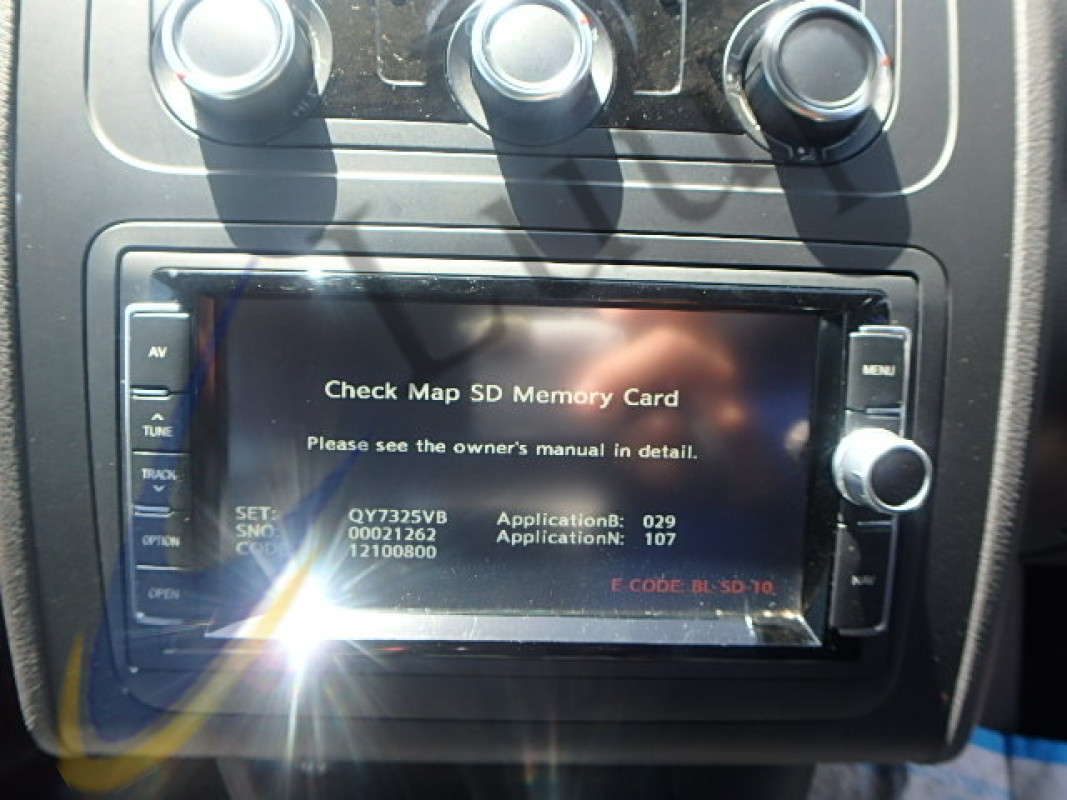 AV
TUNE
TRACK
OPTION
OPEN
Check Map SD Memory Card
Please see the owner's manual in detail.
SET: QY7325VB ApplicationB: 029
SNO: 00021262 ApplicationN: 107
CODE: 12100800
E CODE: BL-SD-10.
MENU
NAV